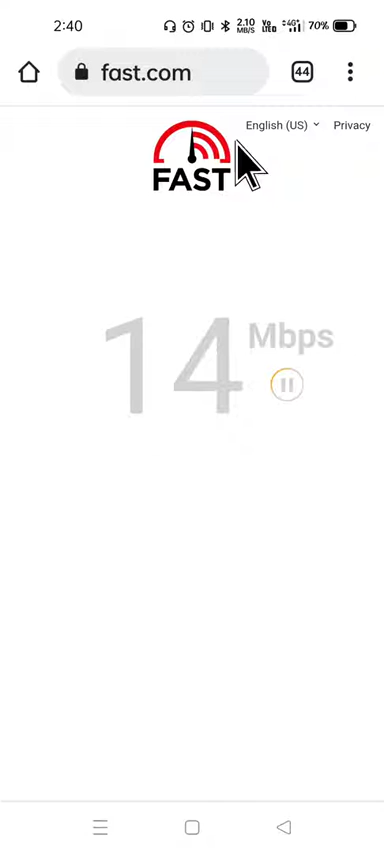 2:40 2.10 MB/S Vo LTE 4G 70%
fast.com 44
English (US) Privacy
FAST
14 Mbps